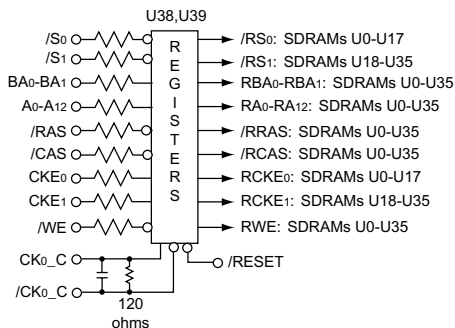 U38,U39
/S0 /RS0: SDRAMs U0-U17
/S1 /RS1: SDRAMs U18-U35
BA0-BA1 RBA0-RBA1: SDRAMs U0-U35
A0-A12 RA0-RA12: SDRAMs U0-U35
/RAS /RRAS: SDRAMs U0-U35
/CAS /RCAS: SDRAMs U0-U35
CKE0 RCKE0: SDRAMs U0-U17
CKE1 RCKE1: SDRAMs U18-U35
/WE RWE: SDRAMs U0-U35
REGISTERS
CK0_C
/RESET
/CK0_C
120
ohms